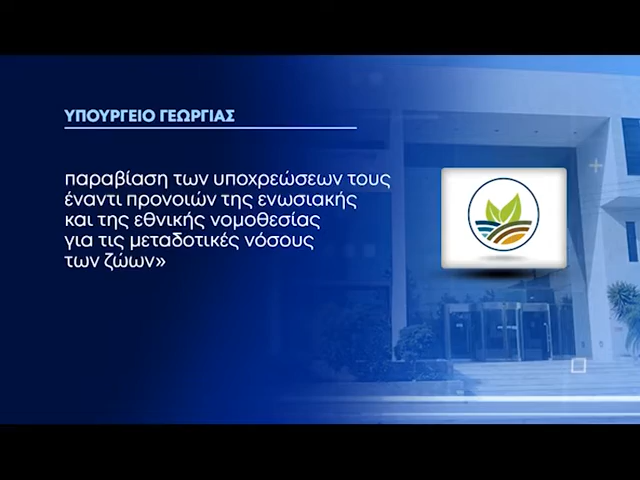 ΥΠΟΥΡΓΕΙΟ ΓΕΩΡΓΙΑΣ
παραβίαση των υποχρεώσεων τους
έναντι προνοιών της ενωσιακής
και της εθνικής νομοθεσίας
για τις μεταδοτικές νόσους
των ζώων»